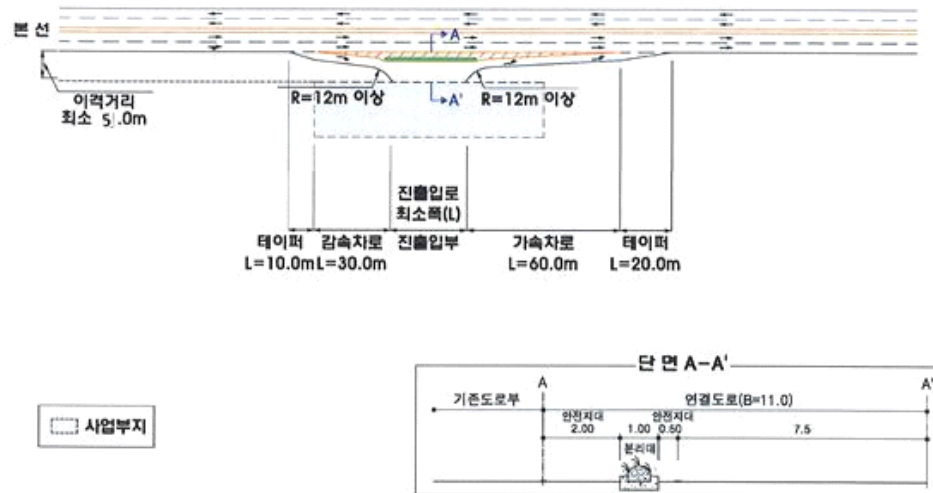 본선
A
이격거리
최소 5.0m
R=12m 이상
A'
R=12m 이상
진출입로
최소폭(L)
테이퍼 감속차로 진출입부 가속차로 테이퍼
L=10.0m L=30.0m L=60.0m L=20.0m
단 면 A-A'
A A'
기존도로부 연결도로(B=11.0)
안전지대 안전지대
2.00 1.00 0.50 7.5
분리대
사업부지